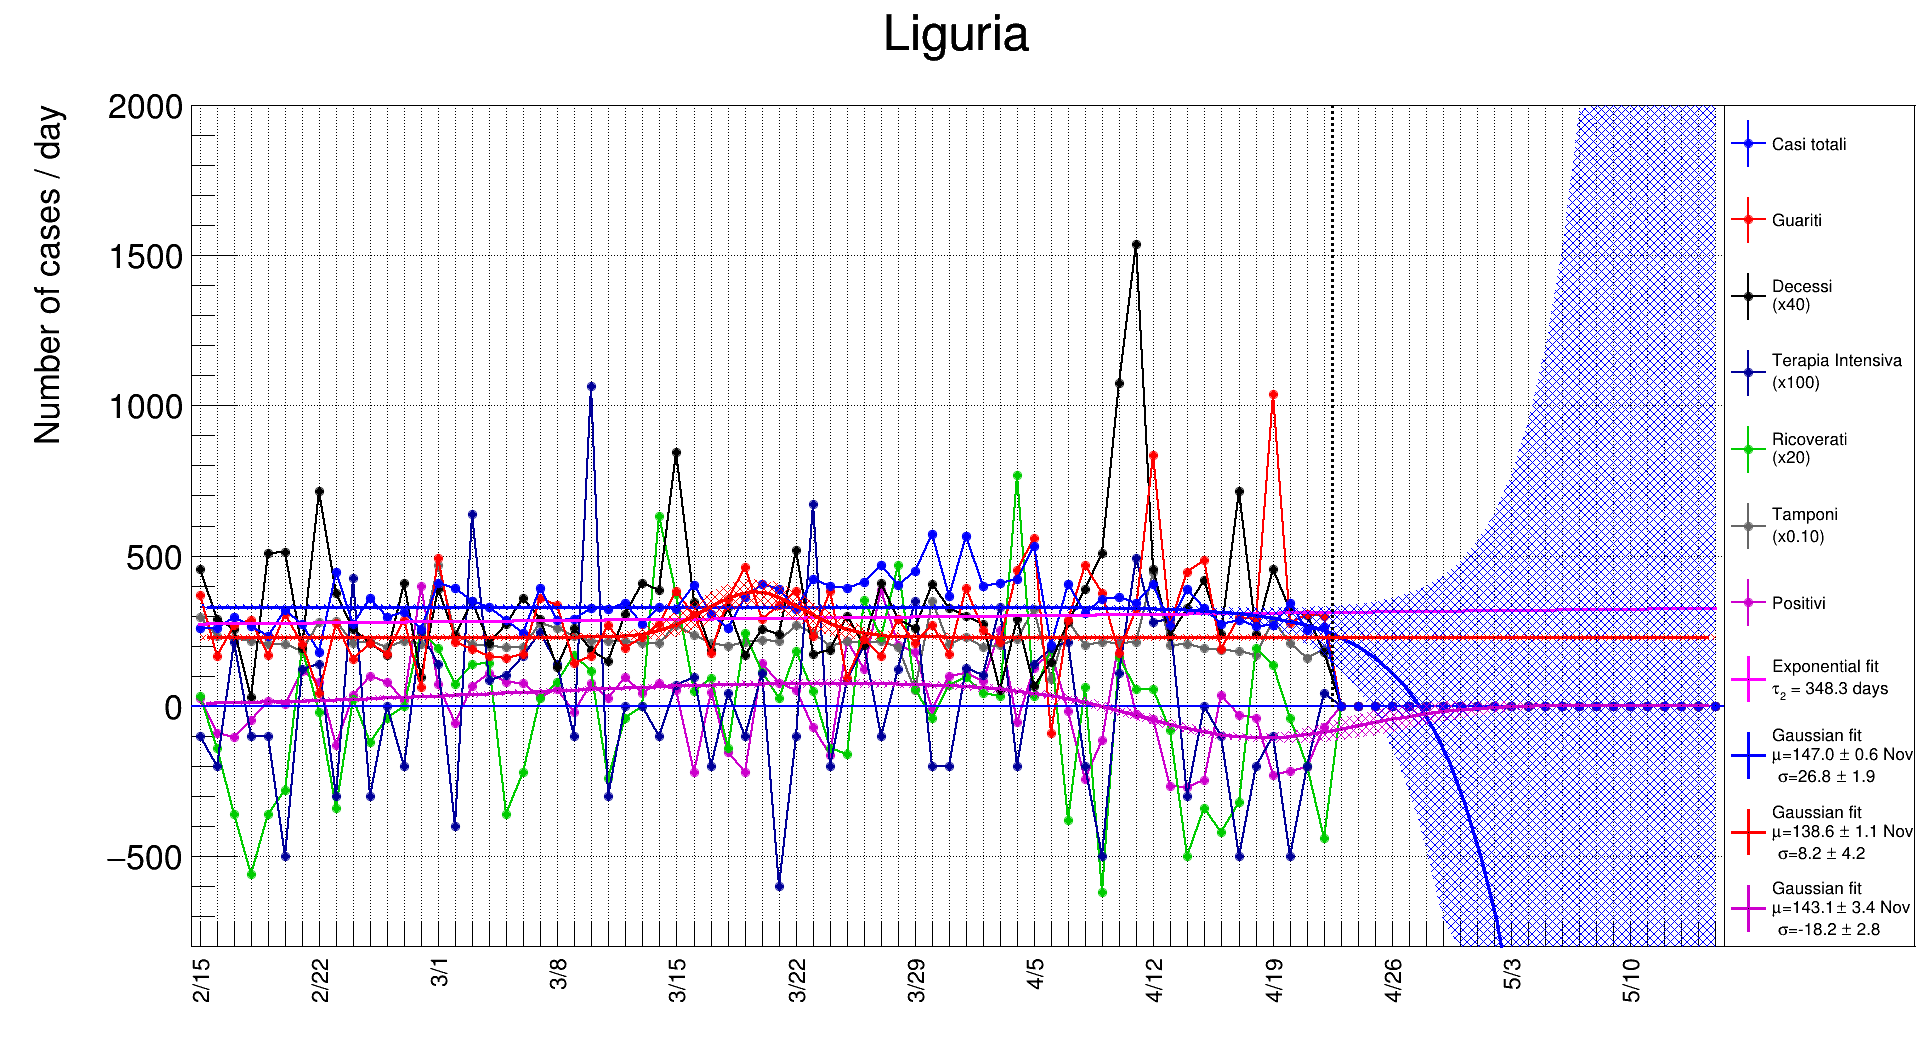 Liguria
Number of cases / day
2000
1500
1000
500
0
−500
2/15
2/22
3/1
3/8
3/15
3/22
3/29
4/5
4/12
4/19
4/26
5/3
5/10
Casi totali
Guariti
Decessi
(x40)
Terapia Intensiva
(x100)
Ricoverati
(x20)
Tamponi
(x0.10)
Positivi
Exponential fit
τ2 = 348.3 days
Gaussian fit
μ=147.0 ± 0.6 Nov
σ=26.8 ± 1.9
Gaussian fit
μ=138.6 ± 1.1 Nov
σ=8.2 ± 4.2
Gaussian fit
μ=143.1 ± 3.4 Nov
σ=-18.2 ± 2.8